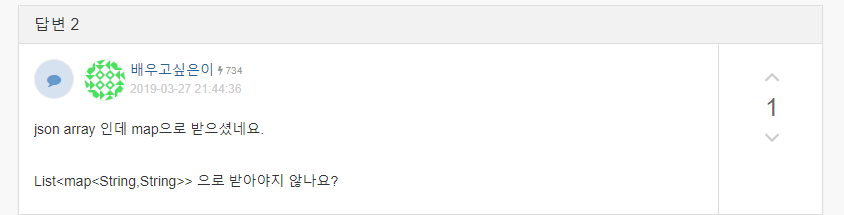 답변 2
배우고싶은이 734
2019-03-27 21:44:36
1
json array 인데 map으로 받으셨네요.
List<map<String,String>> 으로 받아야지 않나요?